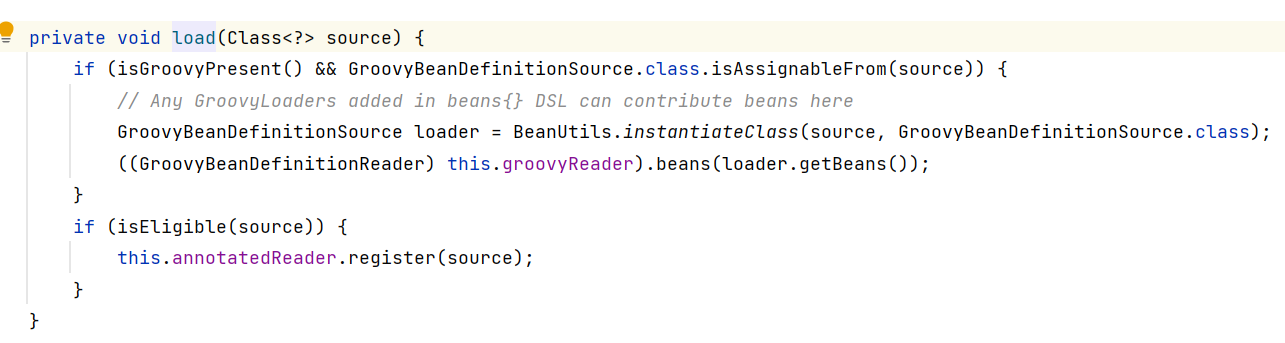 private void load(Class<?> source) {
if (isGroovyPresent() && GroovyBeanDefinitionSource.class.isAssignableFrom(source)) {
// Any GroovyLoaders added in beans{} DSL can contribute beans here
GroovyBeanDefinitionSource loader = BeanUtils.instantiateClass(source, GroovyBeanDefinitionSource.class);
((GroovyBeanDefinitionReader) this.groovyReader).beans(loader.getBeans());
}
if (isEligible(source)) {
this.annotatedReader.register(source);
}
}